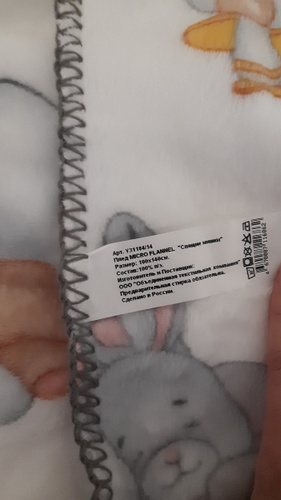 Арт. Y31184/14
Плед MICRO FLANNEL "Спящие мишки"
Размер: 100х140см.
Состав:100% п/э.
Изготовитель и Поставщик:
ООО "Объединенная текстильная компания"
Предварительная стирка обязательна.
Сделано в России